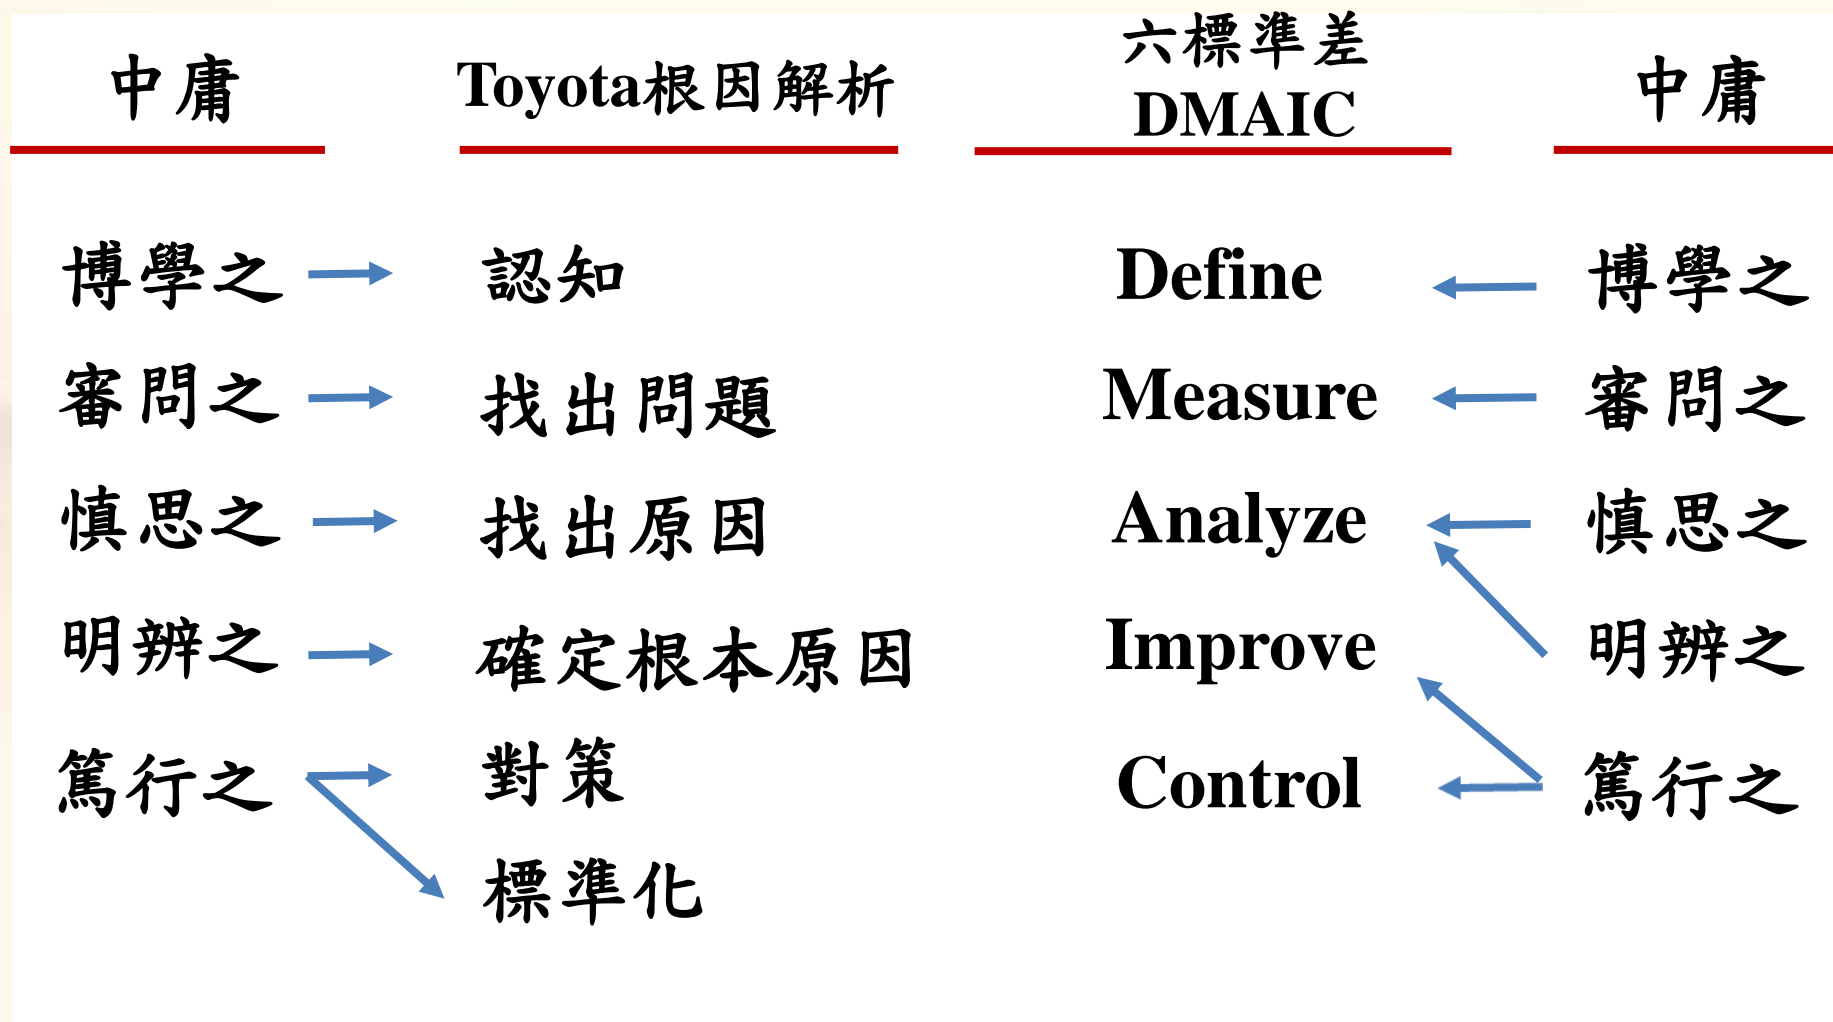 中庸
Toyota根因解析
六標準差
DMAIC
中庸
博學之
認知
Define
博學之
審問之
找出問題
Measure
審問之
慎思之
找出原因
Analyze
慎思之
明辨之
確定根本原因
Improve
明辨之
篤行之
對策
Control
篤行之
標準化